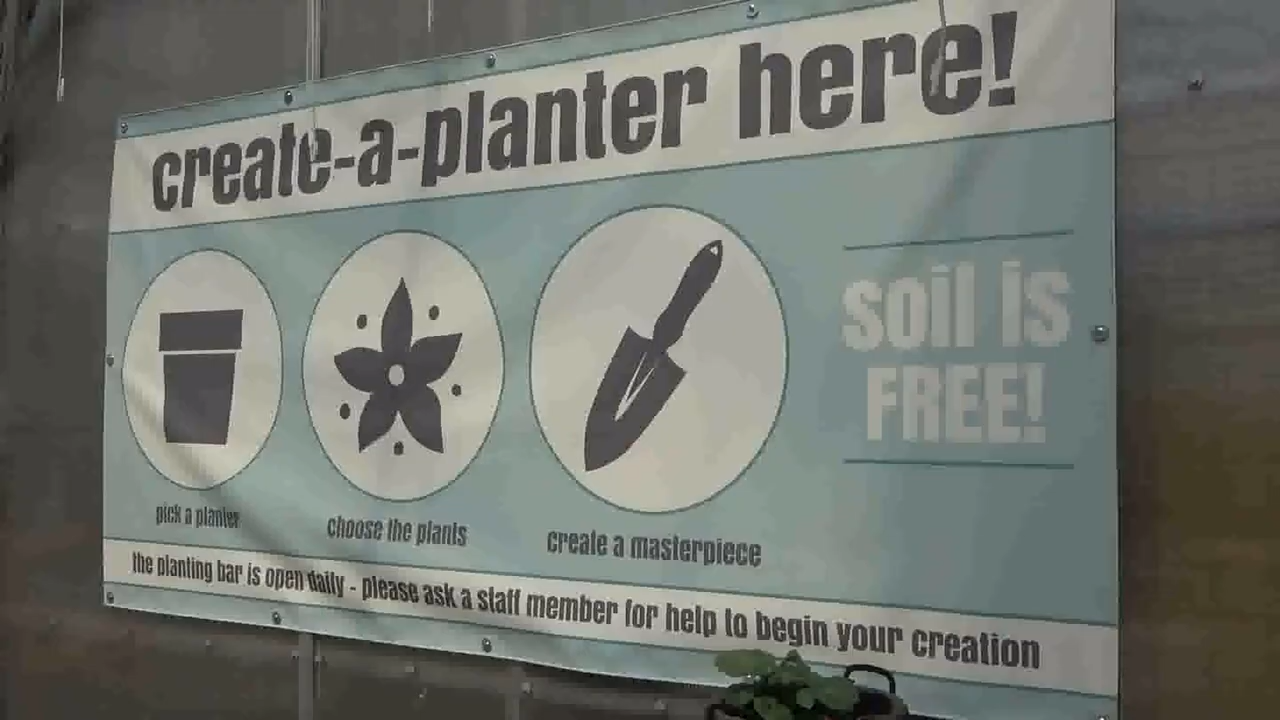 create-a-planter here!
soil is
FREE!
pick a planter
choose the plants
create a masterpiece
the planting bar is open daily - please ask a staff member for help to begin your creation